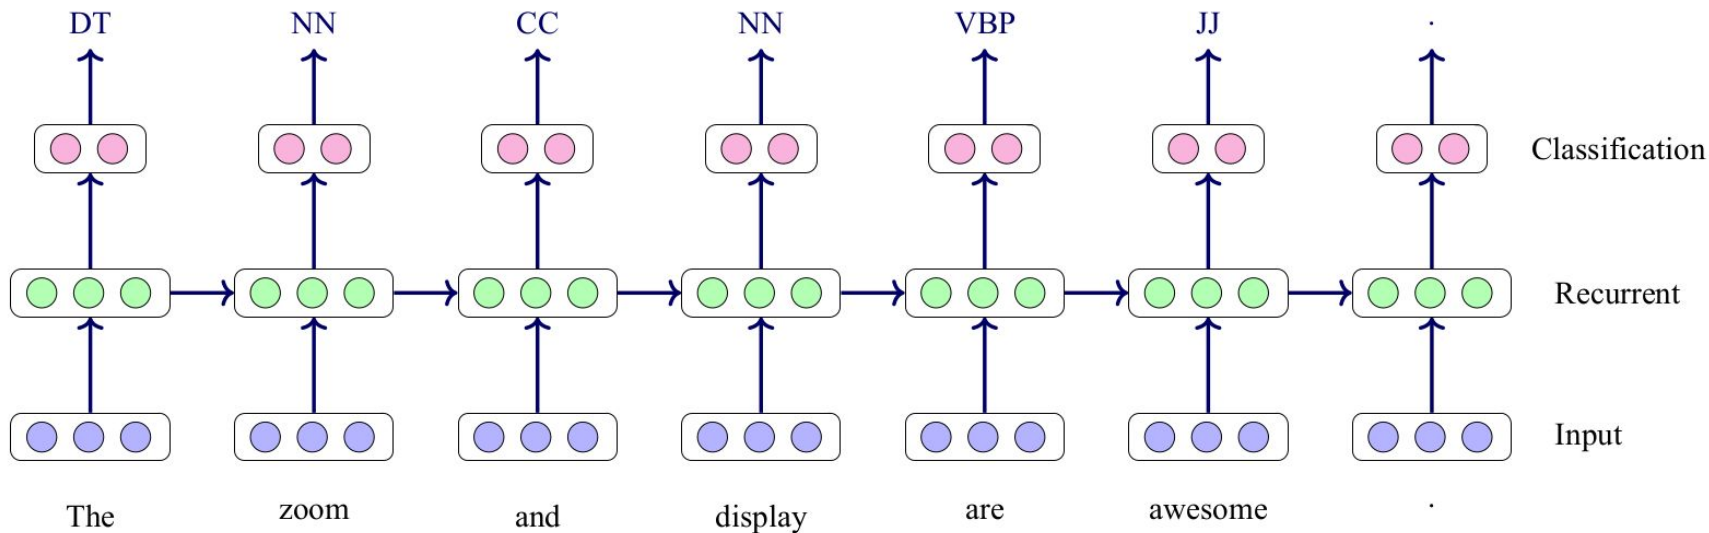 DT NN CC NN VBP JJ .
Classification
Recurrent
Input
The zoom and display are awesome .